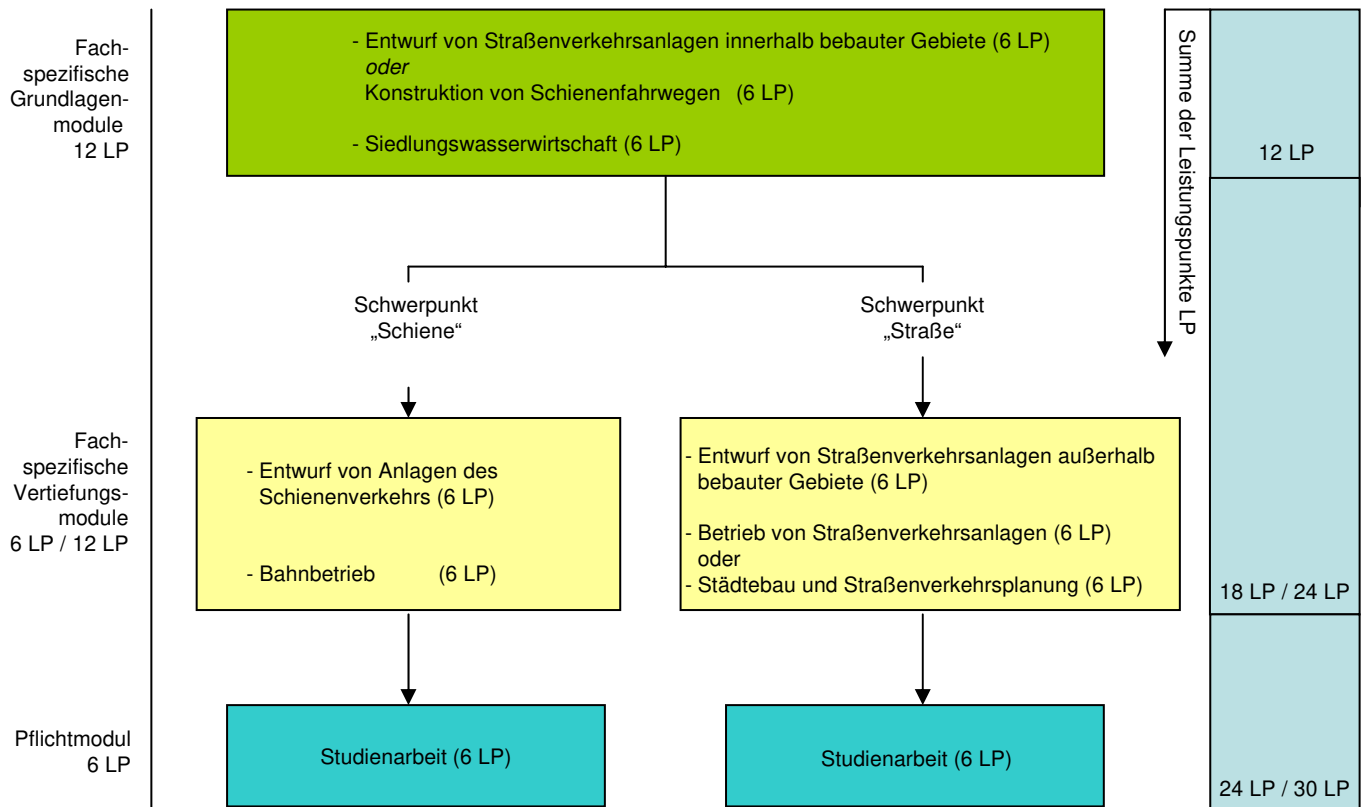 Fach-
spezifische
Grundlagen-
module
12 LP
- Entwurf von Straßenverkehrsanlagen innerhalb bebauter Gebiete (6 LP)
oder
Konstruktion von Schienenfahrwegen (6 LP)
- Siedlungswasserwirtschaft (6 LP)
Summe der Leistungspunkte LP
12 LP
Schwerpunkt
„Schiene“
Schwerpunkt
„Straße“
Fach-
spezifische
Vertiefungs-
module
6 LP / 12 LP
- Entwurf von Anlagen des
Schienenverkehrs (6 LP)
- Bahnbetrieb (6 LP)
- Entwurf von Straßenverkehrsanlagen außerhalb
bebauter Gebiete (6 LP)
- Betrieb von Straßenverkehrsanlagen (6 LP)
oder
- Städtebau und Straßenverkehrsplanung (6 LP)
18 LP / 24 LP
Pflichtmodul
6 LP
Studienarbeit (6 LP)
Studienarbeit (6 LP)
24 LP / 30 LP